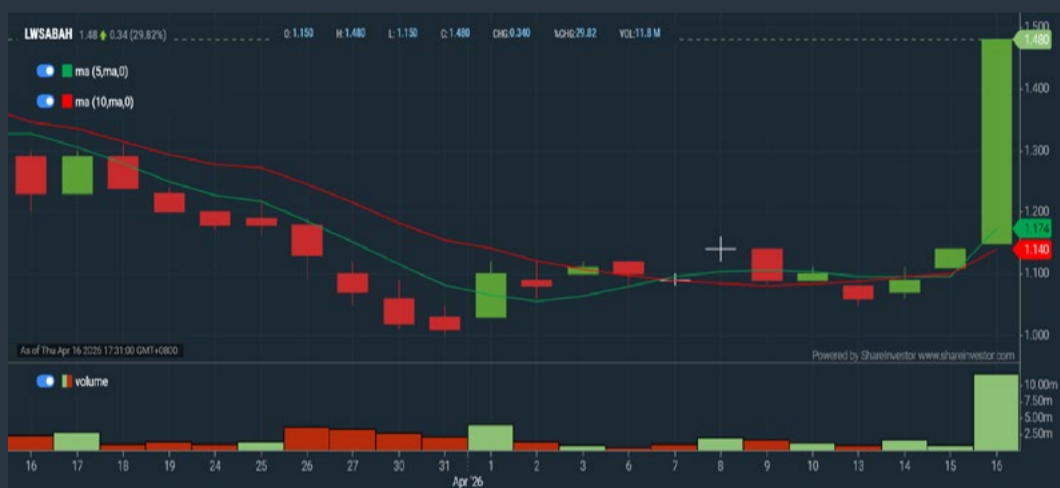 LWSABAH 1.48 0.34 (29.82%) O: 1.150 H: 1.480 L: 1.150 C: 1.480 CHG:0.340 %CHG:29.82 VOL:11.8 M
ma (5,ma,0)
ma (10,ma,0)
1.500
1.480
1.400
1.300
1.200
1.174
1.140
1.100
1.000
As of Thu Apr 16 2026 17:31:00 GMT+0800
Powered by ShareInvestor www.shareinvestor.com
volume
10.00m
7.50m
5.00m
2.50m
16 17 18 19 24 25 26 27 30 31 1 2 3 6 7 8 9 10 13 14 15 16
Apr '26